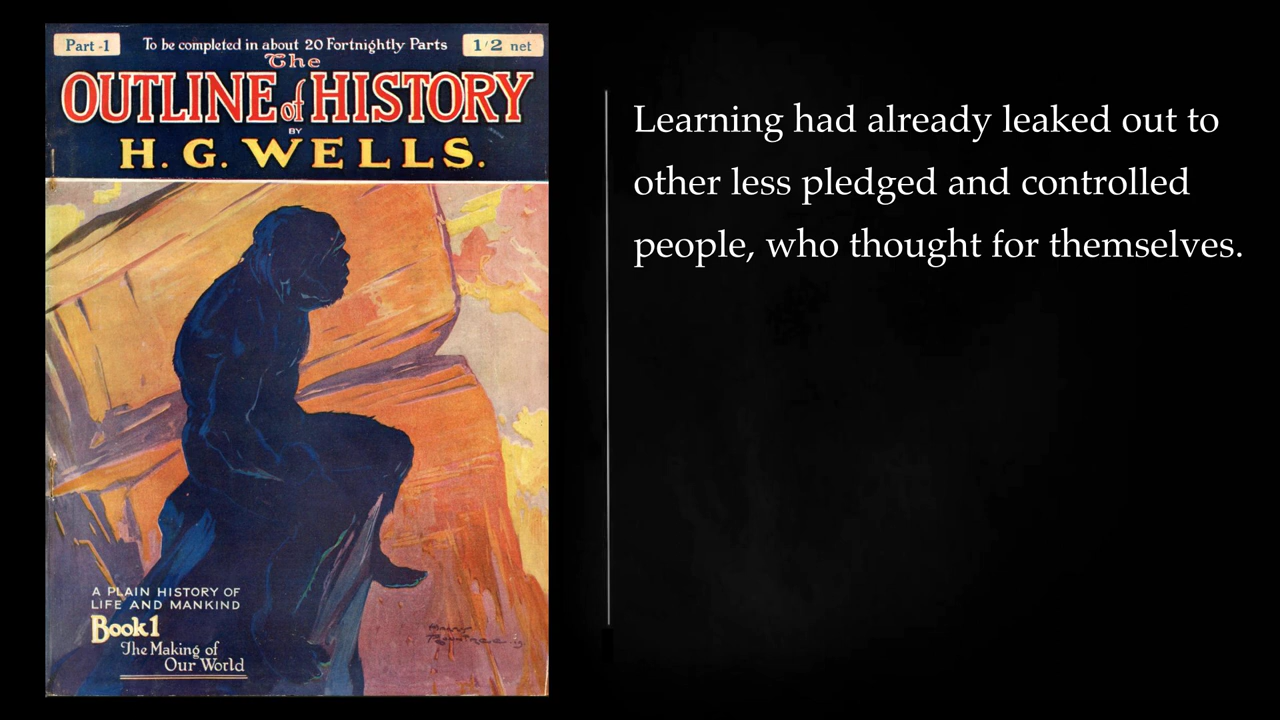 Part -1
To be completed in about 20 Fortnightly Parts
1/2 net
The
OUTLINE of HISTORY
BY
H. G. WELLS.
A PLAIN HISTORY OF
LIFE AND MANKIND
Book 1
The Making of
Our World
Learning had already leaked out to
other less pledged and controlled
people, who thought for themselves.